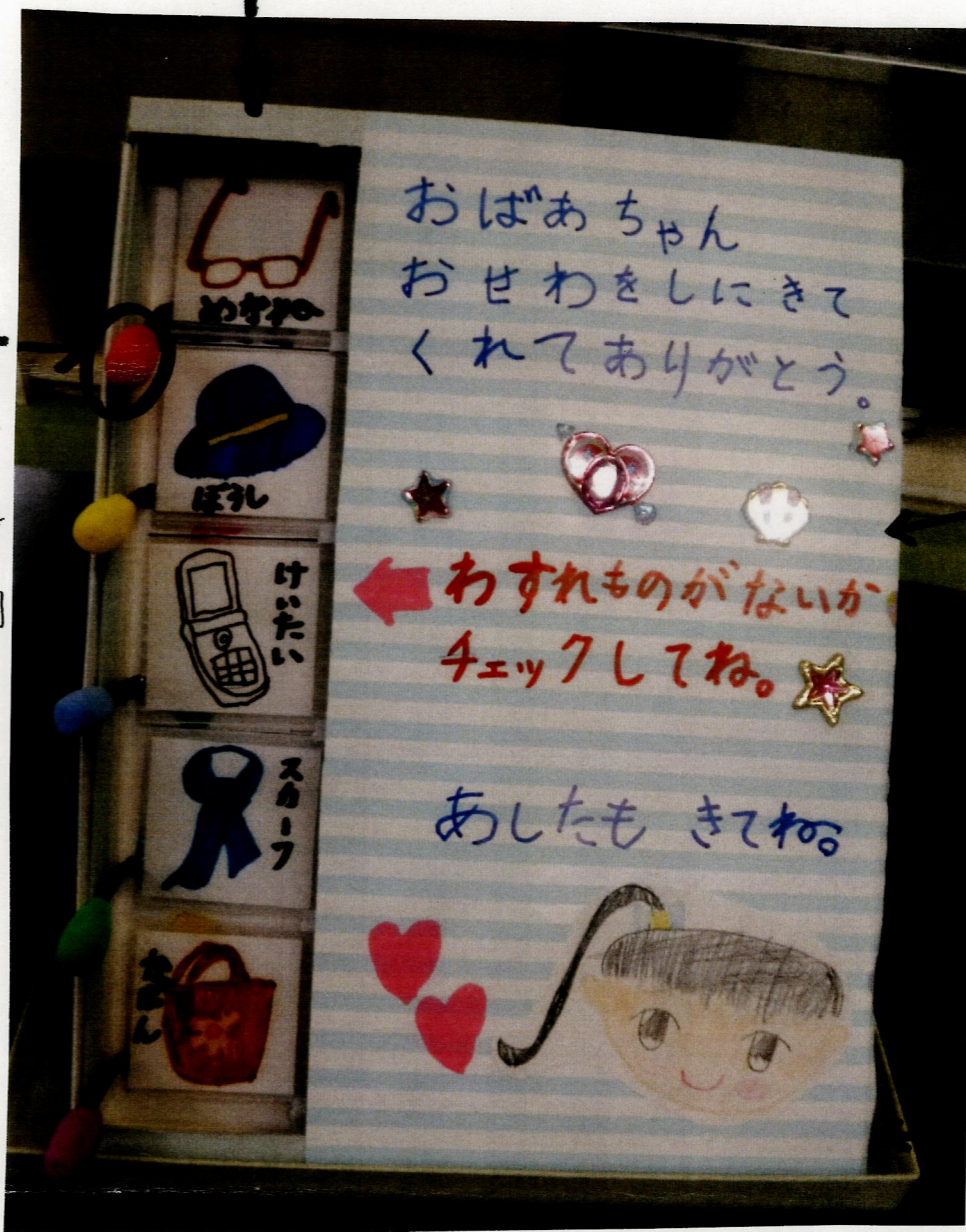 おばあちゃん
おせわをしにきて
くれてありがとう。
わすれものがないか
チェックしてね。
あしたも きてね。
めがね
ぼうし
けいたい
スカーフ
かばん